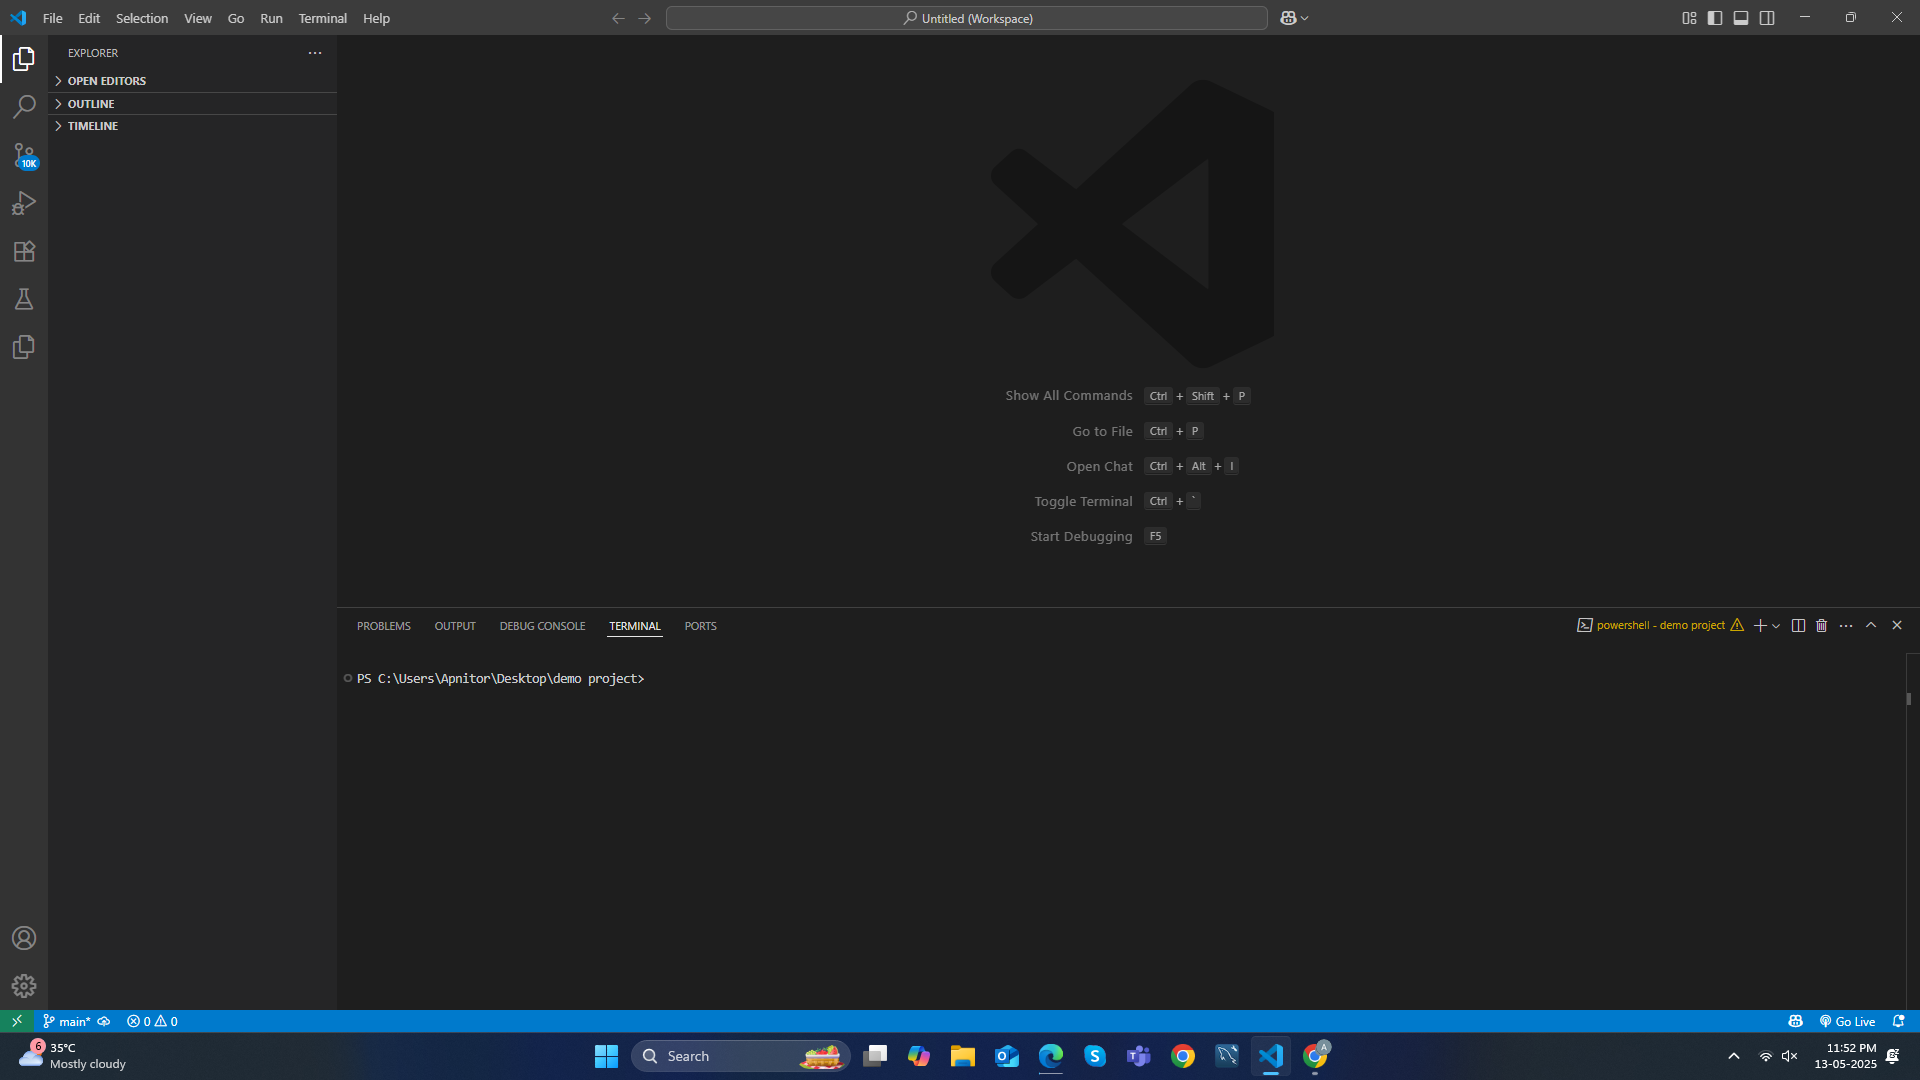 File Edit Selection View Go Run Terminal Help
Untitled (Workspace)
EXPLORER
OPEN EDITORS
OUTLINE
TIMELINE
10K
Show All Commands Ctrl + Shift + P
Go to File Ctrl + P
Open Chat Ctrl + Alt + I
Toggle Terminal Ctrl + `
Start Debugging F5
PROBLEMS OUTPUT DEBUG CONSOLE TERMINAL PORTS
powershell - demo project
PS C:\Users\Apnitor\Desktop\demo project>
main* 0 0
Go Live
6
35°C
Mostly cloudy
Search
A
11:52 PM
13-05-2025